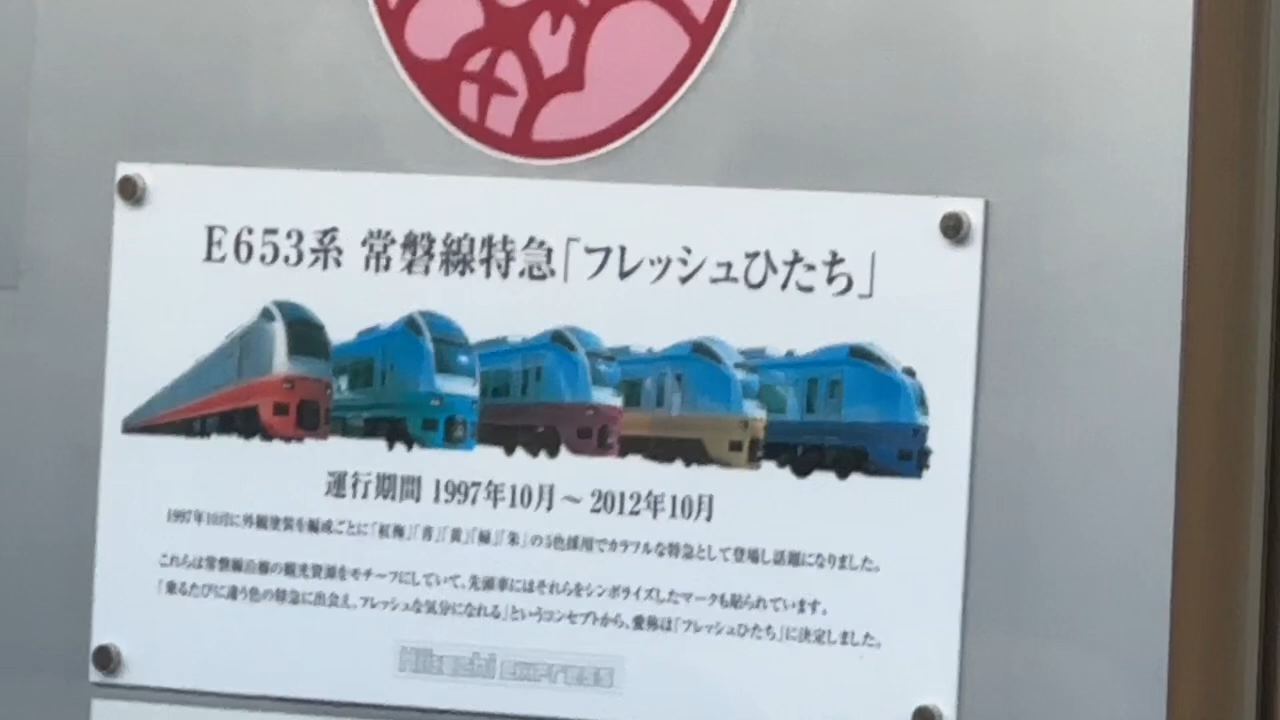 E653系 常磐線特急「フレッシュひたち」
運行期間 1997年10月～2012年10月
1997年10月に外観塗装を編成ごとに「紅梅」「青」「黄」「緑」「朱」の5色採用でカラフルな特急として登場し話題になりました。
これらは常磐線沿線の観光資源をモチーフにしていて、先頭車にはそれらをシンボライズしたマークも貼られています。
「乗るたびに違う色の特急に出会え、フレッシュな気分になれる」というコンセプトから、愛称は「フレッシュひたち」に決定しました。
Hitachi express